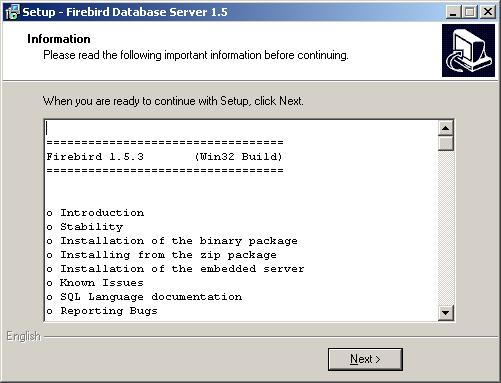 Setup - Firebird Database Server 1.5
Information
Please read the following important information before continuing.
When you are ready to continue with Setup, click Next.
==================================
Firebird 1.5.3 (Win32 Build)
==================================
o Introduction
o Stability
o Installation of the binary package
o Installing from the zip package
o Installation of the embedded server
o Known Issues
o SQL Language documentation
o Reporting Bugs
English
Next >